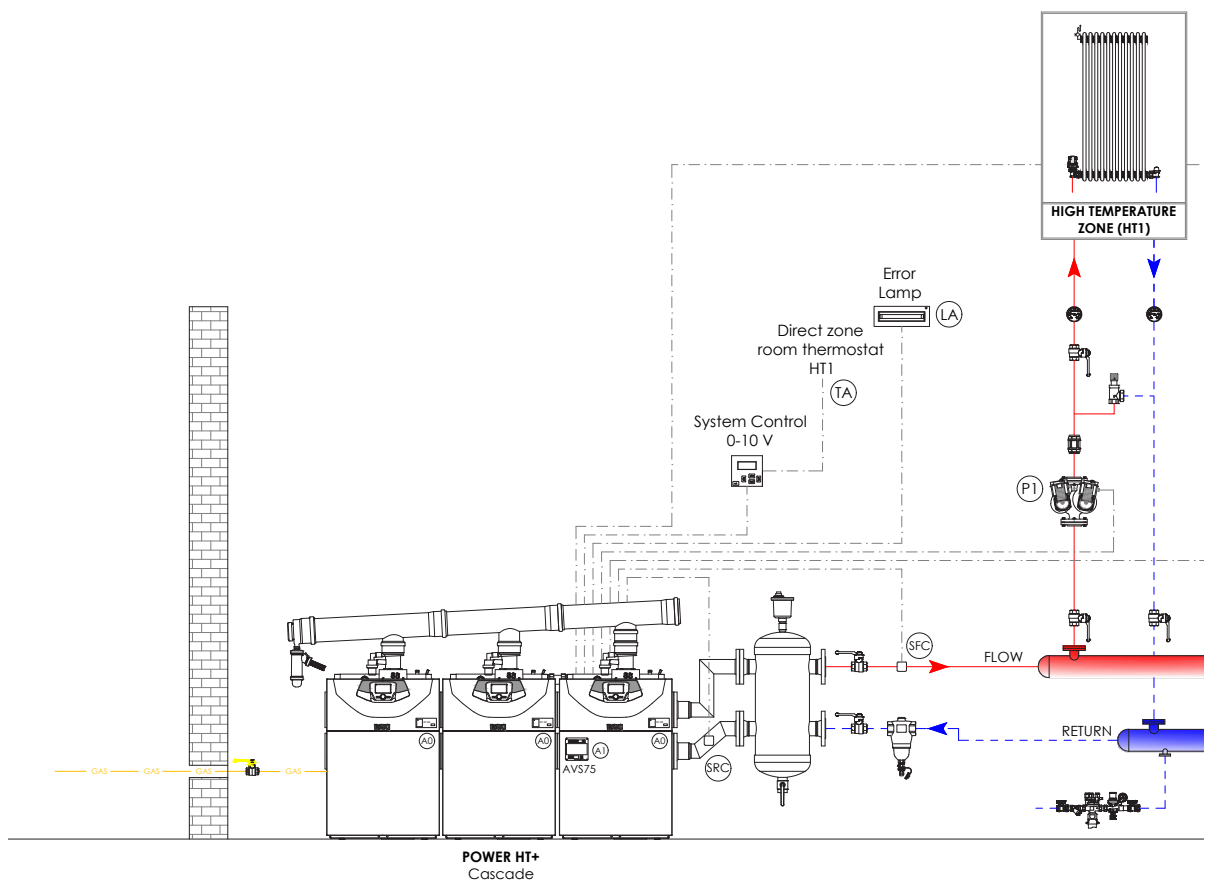 HIGH TEMPERATURE
ZONE (HT1)
Error
Lamp
LA
Direct zone
room thermostat
HT1
TA
System Control
0-10 V
P1
SFC
FLOW
RETURN
SRC
A0
A0
A0
A1
AVS75
GAS
GAS
GAS
GAS
POWER HT+
Cascade